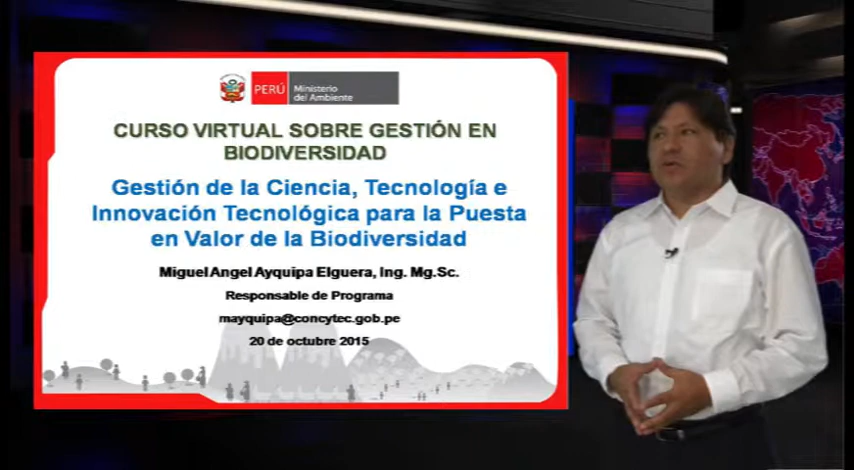 PERÚ
Ministerio
del Ambiente
CURSO VIRTUAL SOBRE GESTIÓN EN
BIODIVERSIDAD
Gestión de la Ciencia, Tecnología e
Innovación Tecnológica para la Puesta
en Valor de la Biodiversidad
Miguel Angel Ayquipa Elguera, Ing. Mg.Sc.
Responsable de Programa
mayquipa@concytec.gob.pe
20 de octubre 2015